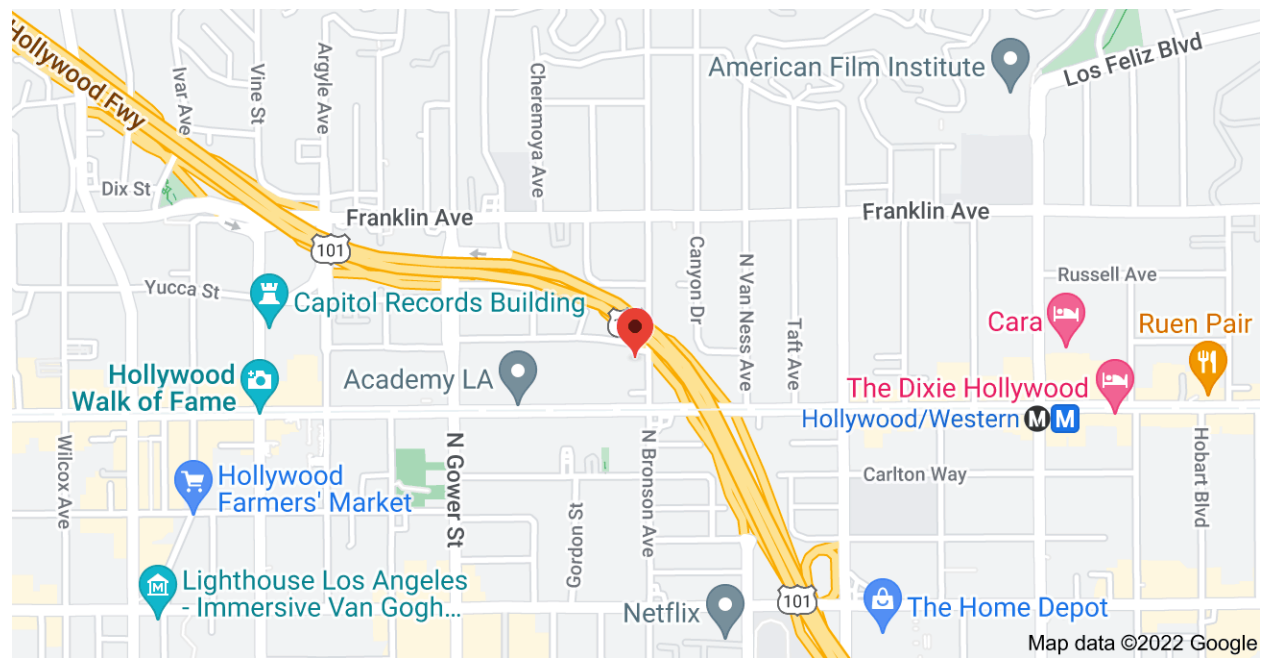 Hollywood Fwy
Ivar Ave
Vine St
Argyle Ave
Cheremoya Ave
American Film Institute
Los Feliz Blvd
Dix St
Franklin Ave
Franklin Ave
101
Yucca St
Capitol Records Building
Canyon Dr
N Van Ness Ave
Taft Ave
Russell Ave
Cara
Ruen Pair
Hollywood
Walk of Fame
Academy LA
The Dixie Hollywood
Hollywood/Western
M
M
Wilcox Ave
N Gower St
Gordon St
N Bronson Ave
Carlton Way
Hobart Blvd
Hollywood
Farmers' Market
Lighthouse Los Angeles
- Immersive Van Gogh...
Netflix
101
The Home Depot
Map data ©2022 Google